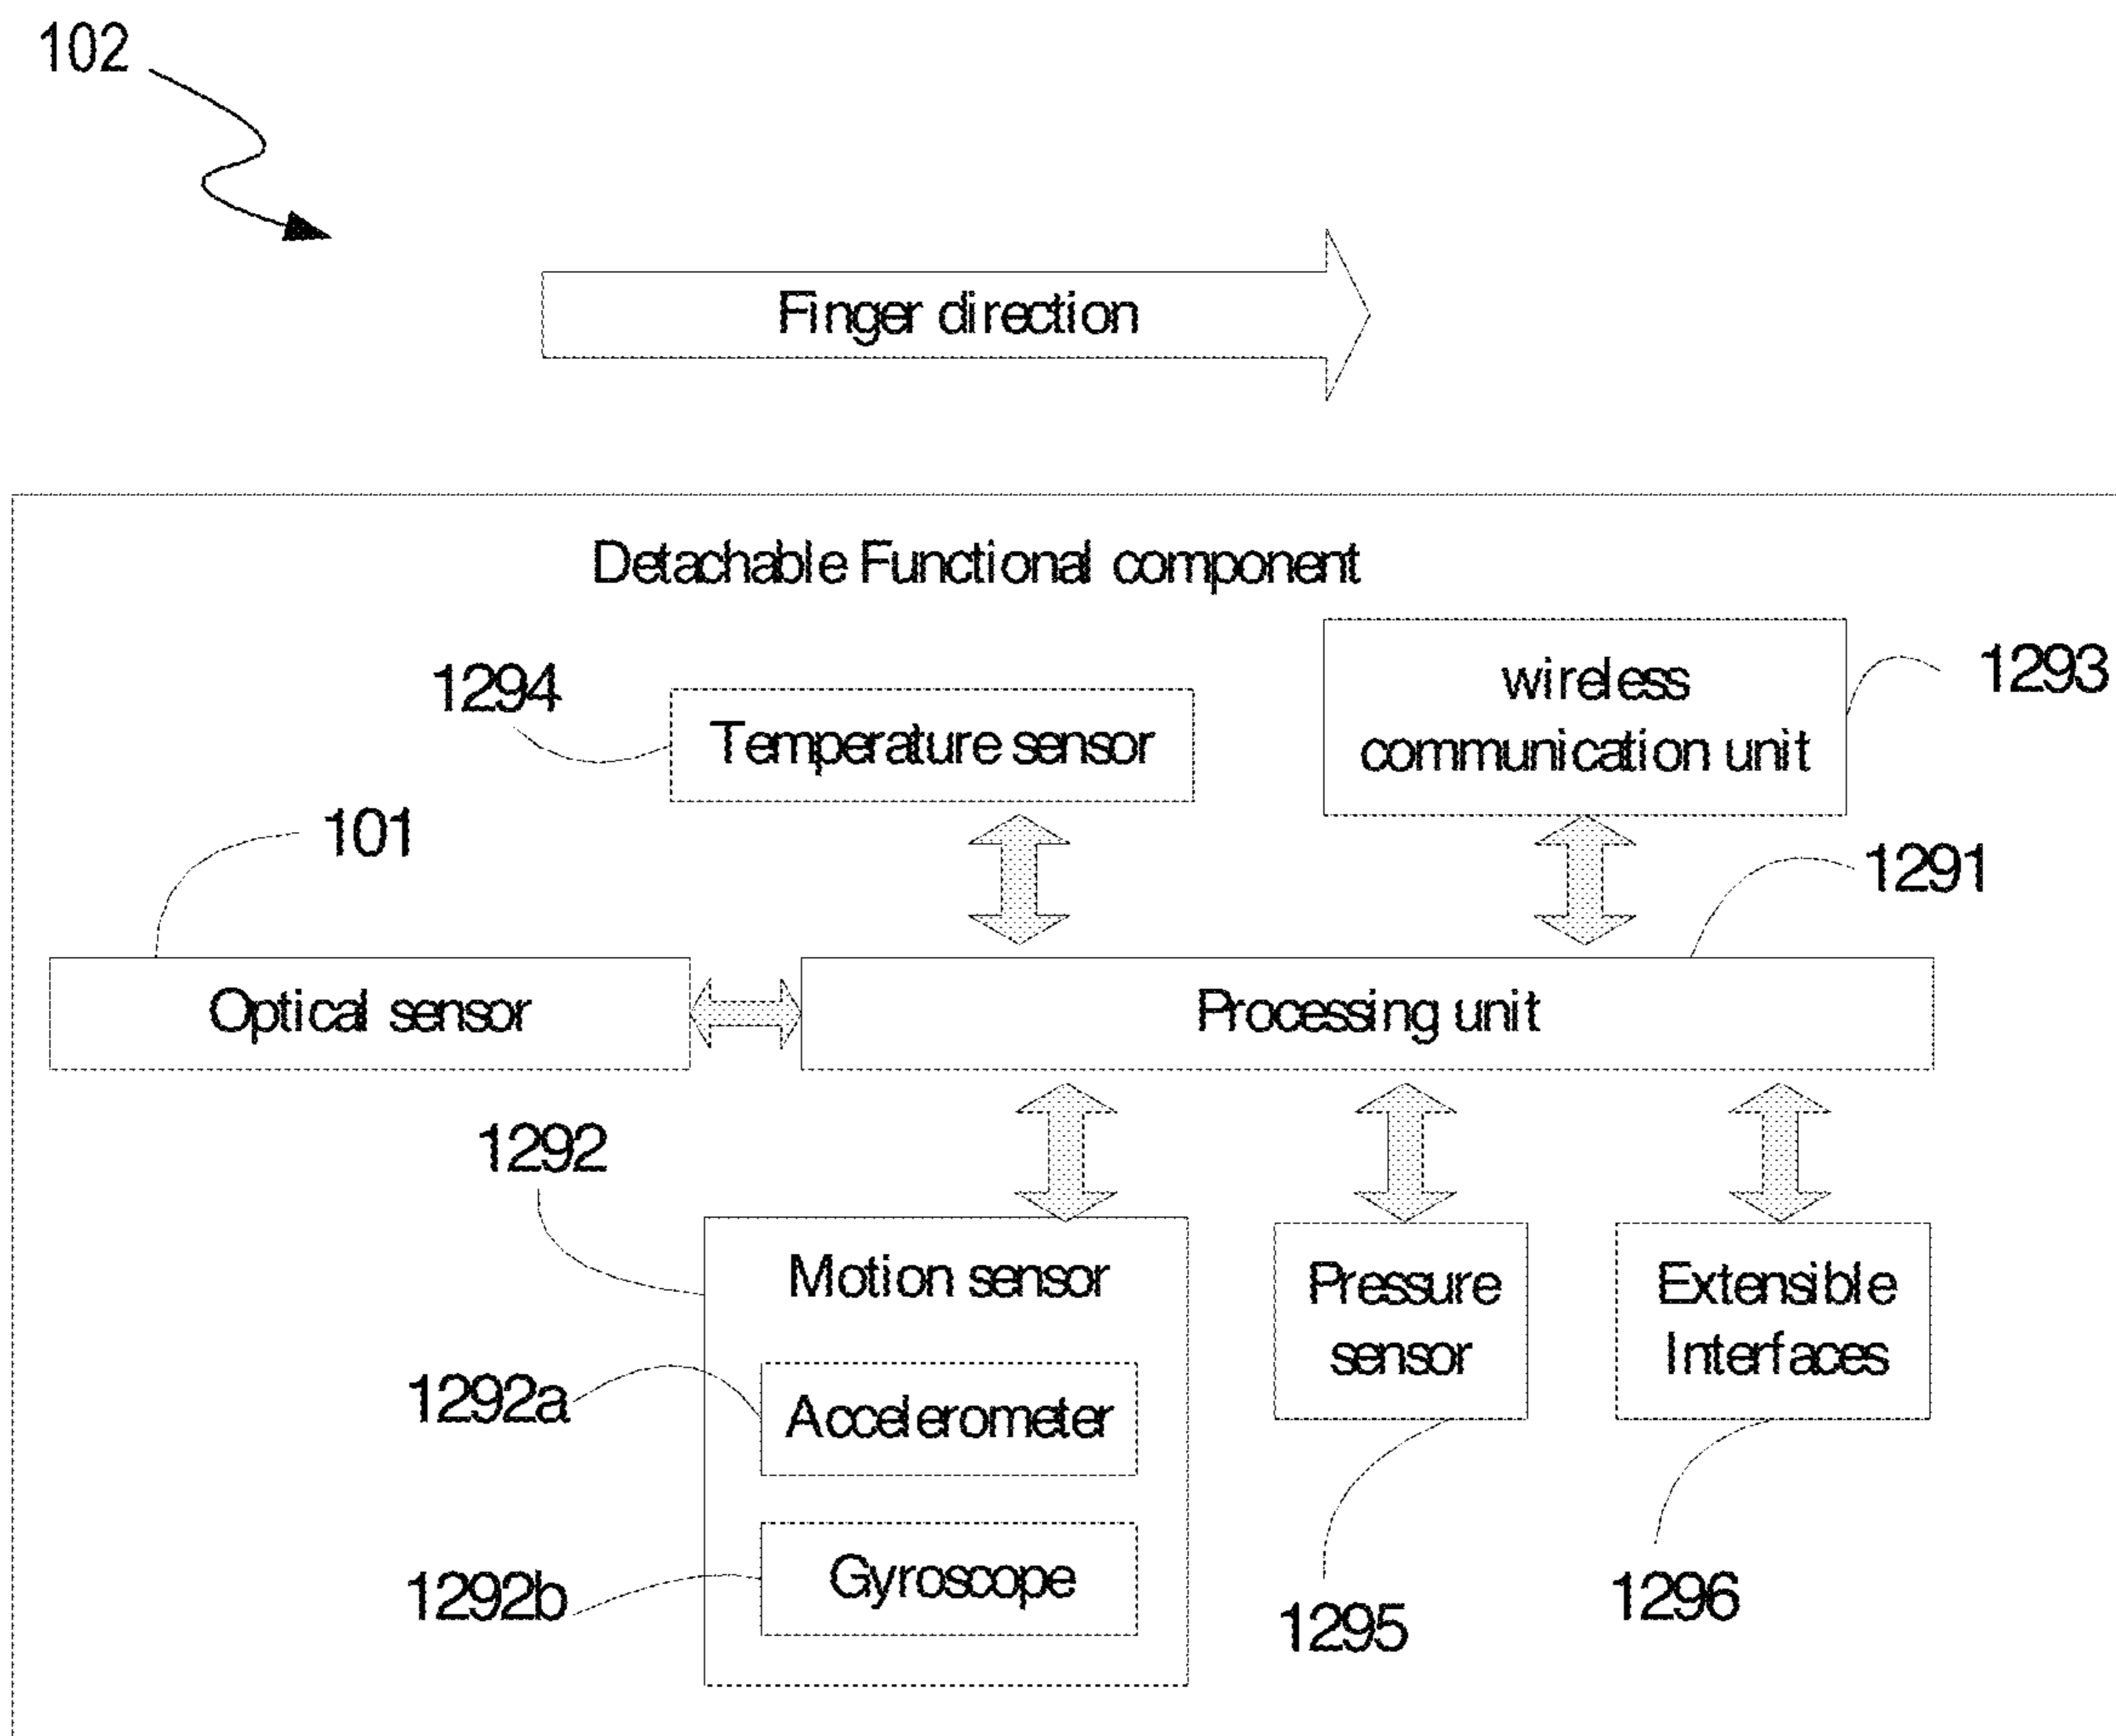 102
Finger direction
Detachable Functional component
1294
Temperature sensor
wireless
communication unit
1293
101
1291
Optical sensor
Processing unit
1292
Motion sensor
Pressure
sensor
Extensible
Interfaces
1292a
Accelerometer
1292b
Gyroscope
1295
1296